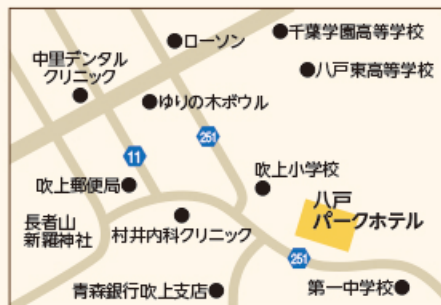 ローソン
千葉学園高等学校
中里デンタル
クリニック
八戸東高等学校
ゆりの木ボウル
251
11
吹上小学校
吹上郵便局
八戸
パークホテル
長者山
新羅神社
村井内科クリニック
251
青森銀行吹上支店
第一中学校